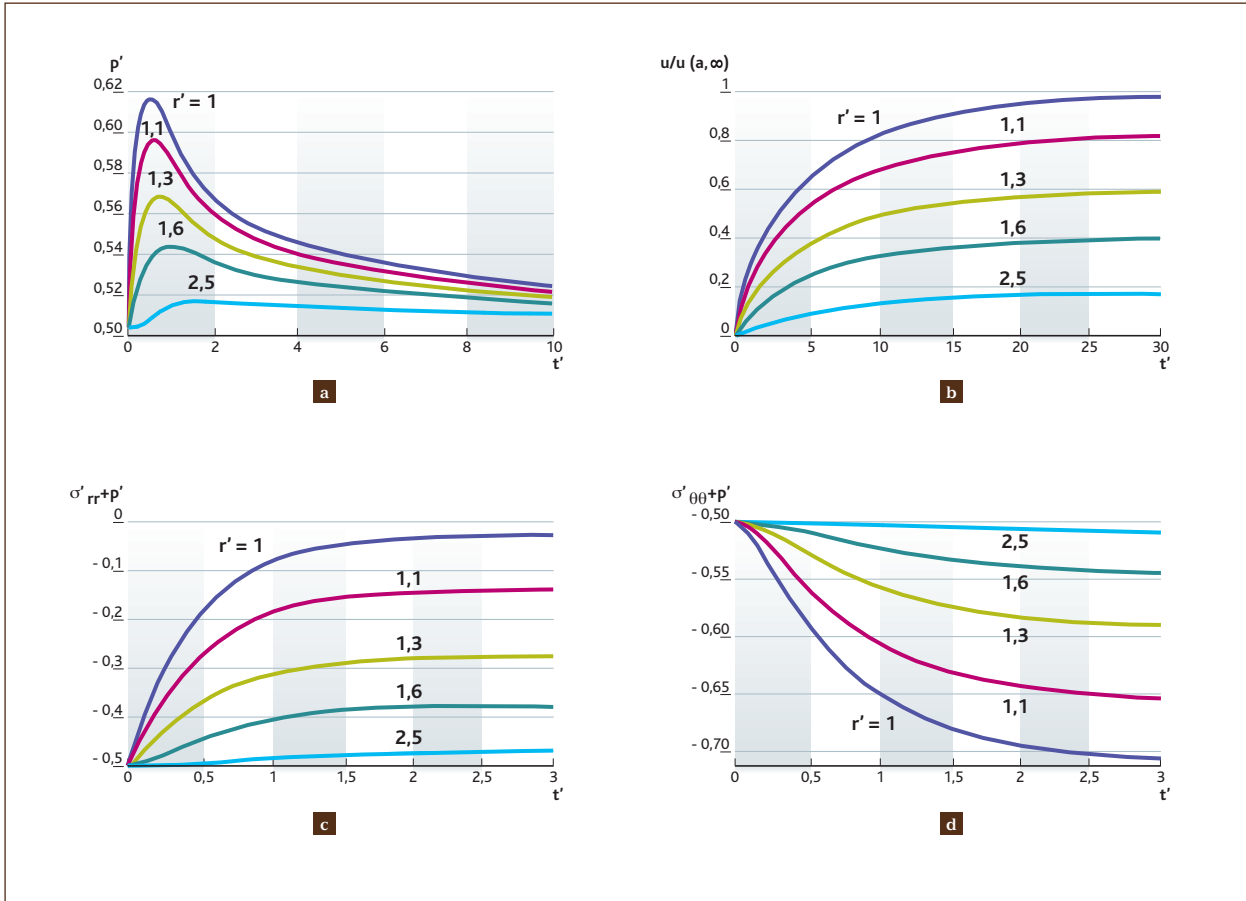 p'
0,62
0,60
0,58
0,56
0,54
0,52
0,50
r' = 1
1,1
1,3
1,6
2,5
0 2 4 6 8 10
t'
a
u/u (a,∞)
1
0,8
0,6
0,4
0,2
0
r' = 1
1,1
1,3
1,6
2,5
0 5 10 15 20 25 30
t'
b
σ'rr+p'
0
- 0,1
- 0,2
- 0,3
- 0,4
- 0,5
r' = 1
1,1
1,3
1,6
2,5
0 0,5 1 1,5 2 2,5 3
t'
c
σ'θθ+p'
- 0,50
- 0,55
- 0,60
- 0,65
- 0,70
2,5
1,6
1,3
1,1
r' = 1
0 0,5 1 1,5 2 2,5 3
t'
d